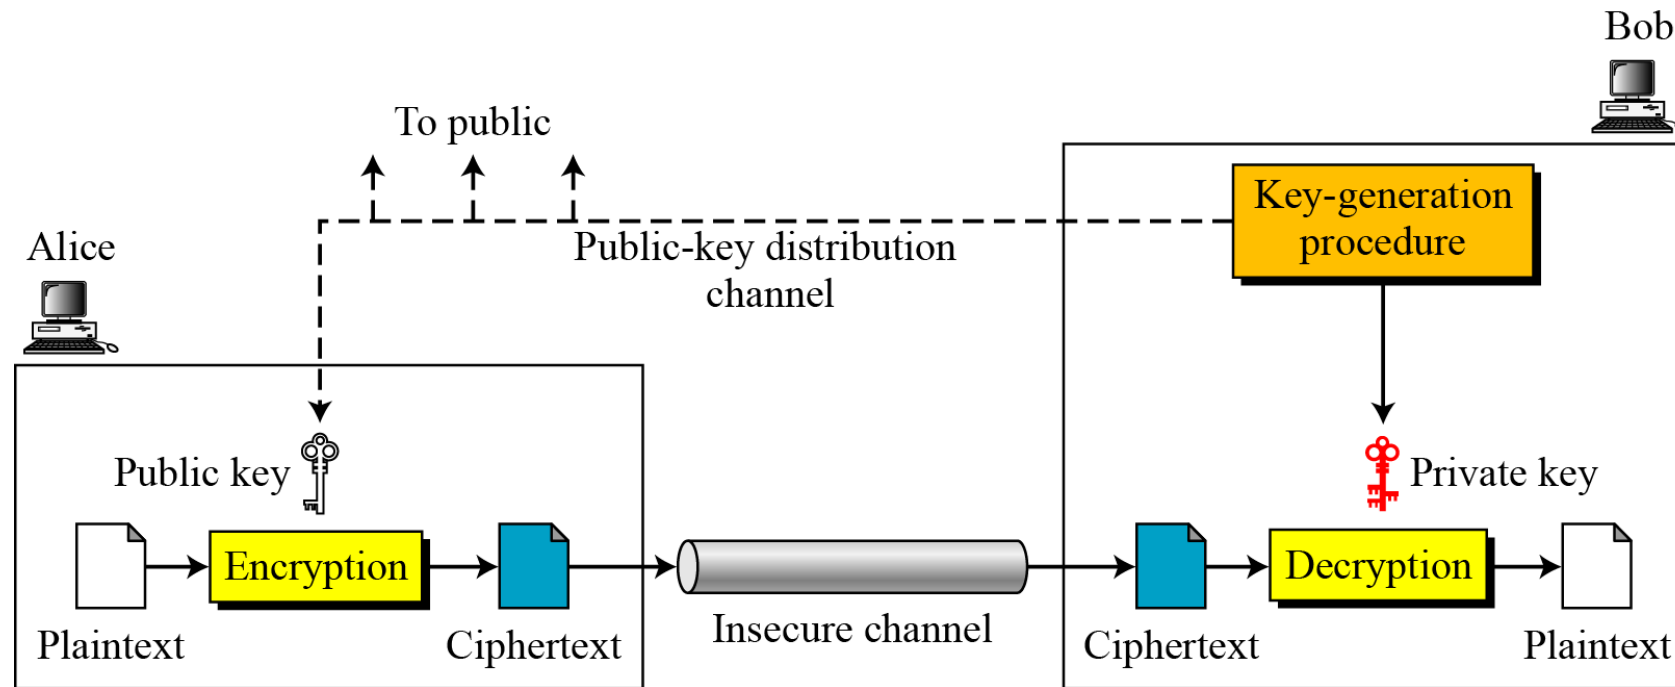 Bob
To public
Key-generation
procedure
Alice
Public-key distribution
channel
Public key
Private key
Encryption
Decryption
Plaintext
Ciphertext
Insecure channel
Ciphertext
Plaintext